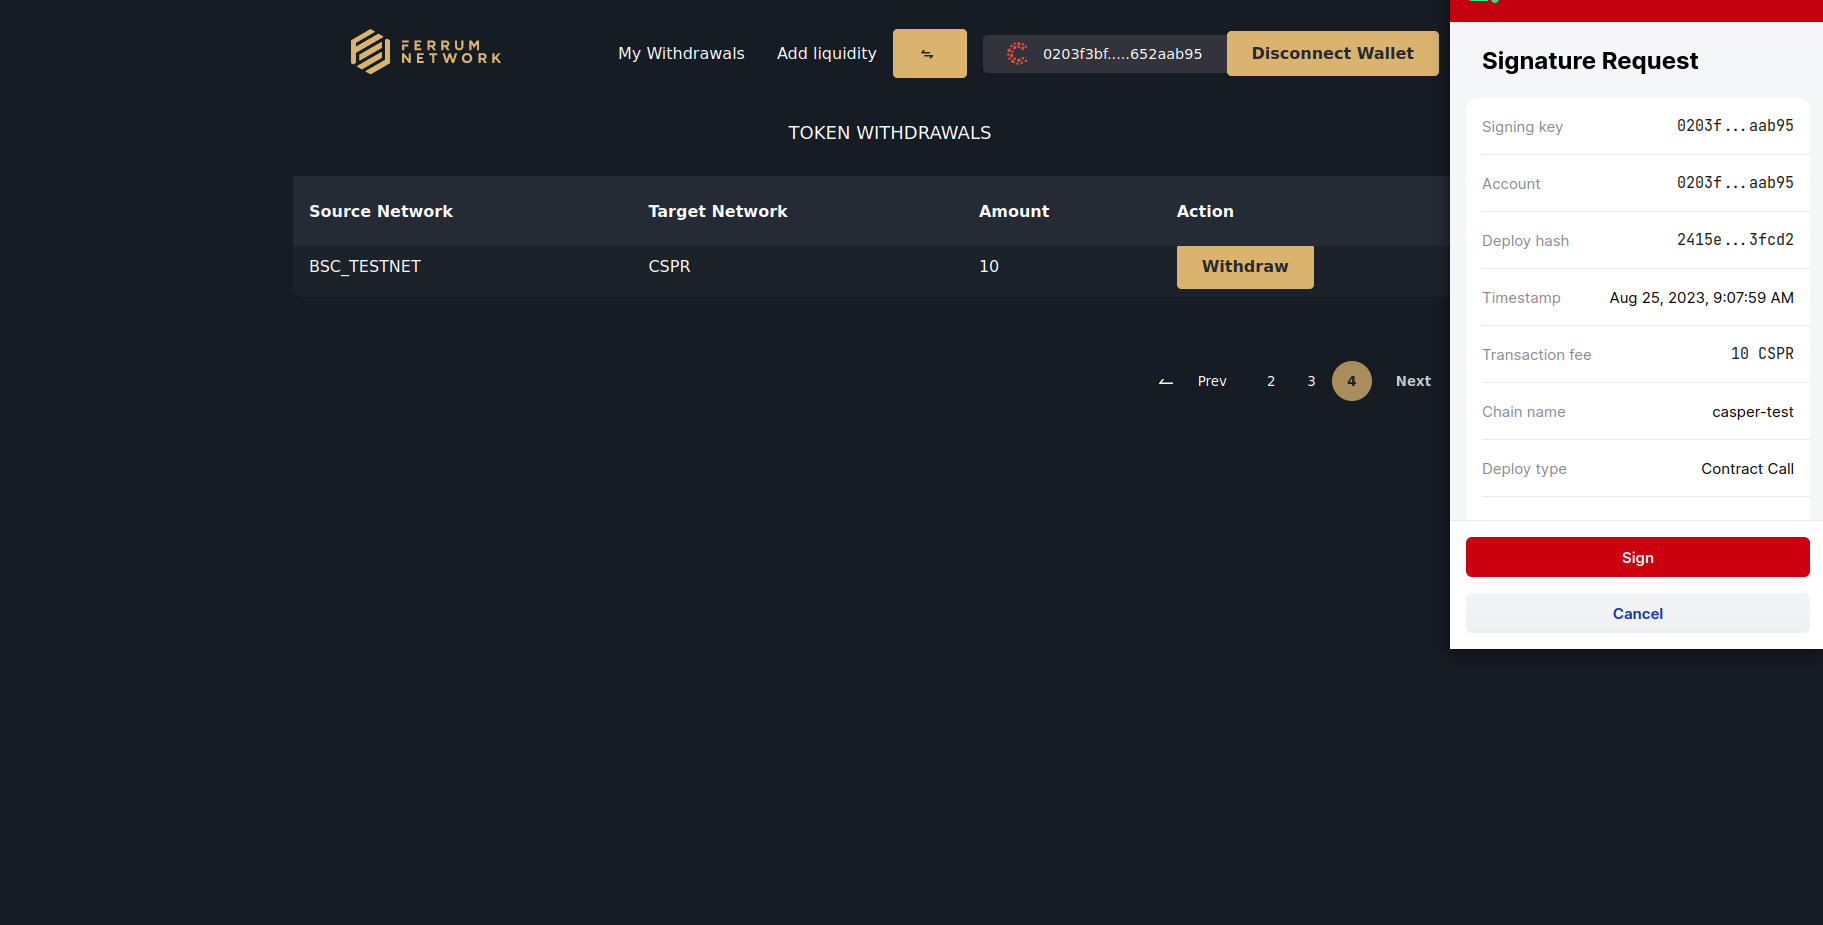 FERRUM
NETWORK
My Withdrawals
Add liquidity
0203f3bf.....652aab95
Disconnect Wallet
TOKEN WITHDRAWALS
Source Network Target Network Amount Action
BSC_TESTNET CSPR 10 Withdraw
Prev 2 3 4 Next
Signature Request
Signing key 0203f...aab95
Account 0203f...aab95
Deploy hash 2415e...3fcd2
Timestamp Aug 25, 2023, 9:07:59 AM
Transaction fee 10 CSPR
Chain name casper-test
Deploy type Contract Call
Sign
Cancel